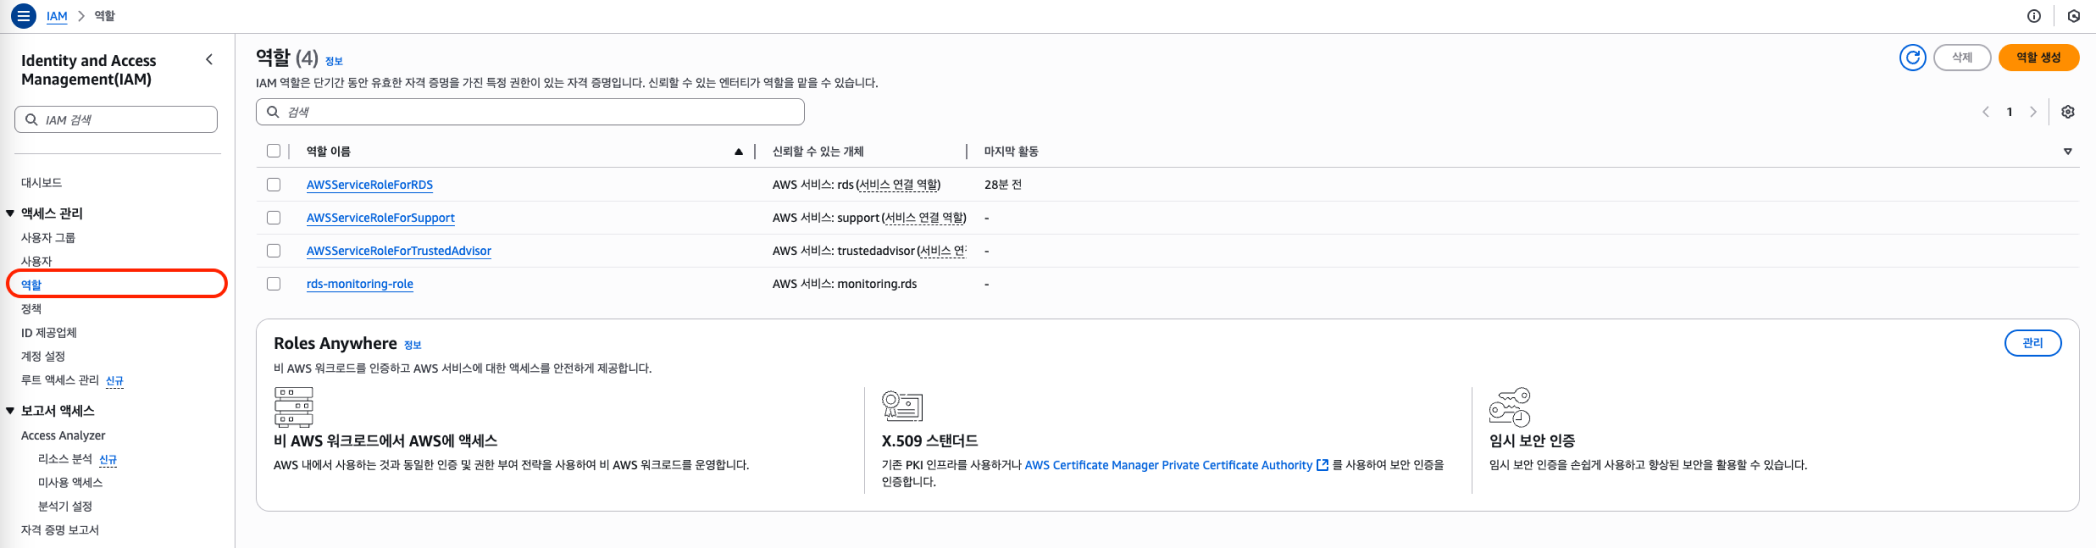 IAM > 역할
Identity and Access
Management(IAM)
IAM 검색
대시보드
액세스 관리
사용자 그룹
사용자
역할
정책
ID 제공업체
계정 설정
루트 액세스 관리 신규
보고서 액세스
Access Analyzer
리소스 분석 신규
미사용 액세스
분석기 설정
자격 증명 보고서
역할 (4) 정보
삭제
역할 생성
IAM 역할은 단기간 동안 유효한 자격 증명을 가진 특정 권한이 있는 자격 증명입니다. 신뢰할 수 있는 엔터티가 역할을 맡을 수 있습니다.
검색
1
역할 이름 신뢰할 수 있는 개체 마지막 활동
AWSServiceRoleForRDS AWS 서비스: rds (서비스 연결 역할) 28분 전
AWSServiceRoleForSupport AWS 서비스: support (서비스 연결 역할) -
AWSServiceRoleForTrustedAdvisor AWS 서비스: trustedadvisor (서비스 -
rds-monitoring-role AWS 서비스: monitoring.rds -
Roles Anywhere 정보
관리
비 AWS 워크로드를 인증하고 AWS 서비스에 대한 액세스를 안전하게 제공합니다.
비 AWS 워크로드에서 AWS에 액세스
AWS 내에서 사용하는 것과 동일한 인증 및 권한 부여 전략을 사용하여 비 AWS 워크로드를 운영합니다.
X.509 스탠더드
기존 PKI 인프라를 사용하거나 AWS Certificate Manager Private Certificate Authority 를 사용하여 보안 인증을
인증합니다.
임시 보안 인증
임시 보안 인증을 손쉽게 사용하고 향상된 보안을 활용할 수 있습니다.